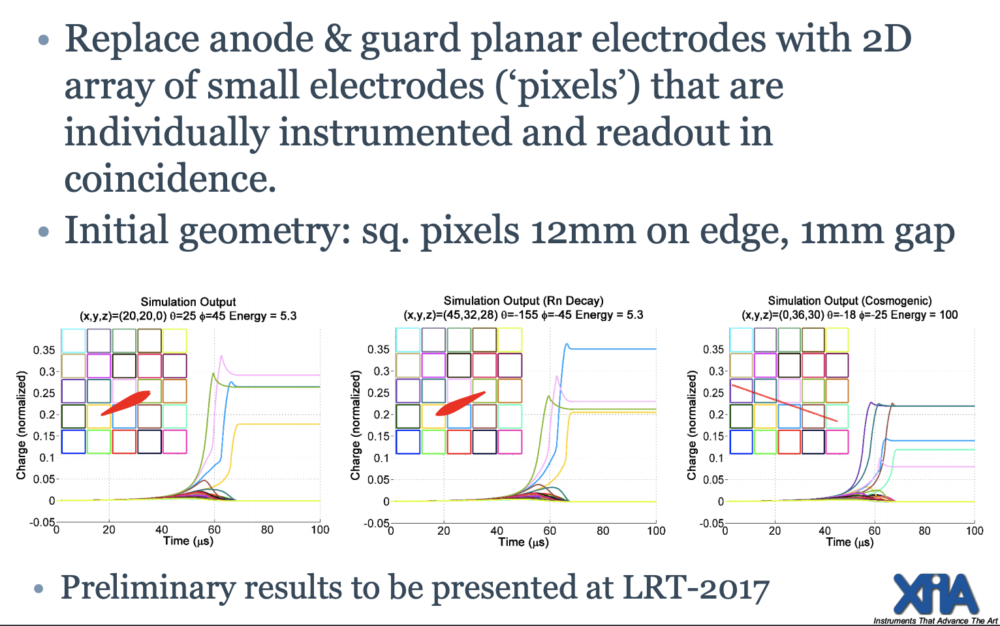 • Replace anode & guard planar electrodes with 2D
array of small electrodes (‘pixels’) that are
individually instrumented and readout in
coincidence.
• Initial geometry: sq. pixels 12mm on edge, 1mm gap
Simulation Output
(x,y,z)=(20,20,0) θ=25 ϕ=45 Energy = 5.3
Charge (normalized)
0.35
0.3
0.25
0.2
0.15
0.1
0.05
0
-0.05
0 20 40 60 80 100
Time (μs)
Simulation Output (Rn Decay)
(x,y,z)=(45,32,28) θ=-155 ϕ=-45 Energy = 5.3
Charge (normalized)
0.35
0.3
0.25
0.2
0.15
0.1
0.05
0
-0.05
0 20 40 60 80 100
Time (μs)
Simulation Output (Cosmogenic)
(x,y,z)=(0,36,30) θ=-18 ϕ=-25 Energy = 100
Charge (normalized)
0.35
0.3
0.25
0.2
0.15
0.1
0.05
0
-0.05
0 20 40 60 80 100
Time (μs)
• Preliminary results to be presented at LRT-2017
XIA
Instruments That Advance The Art